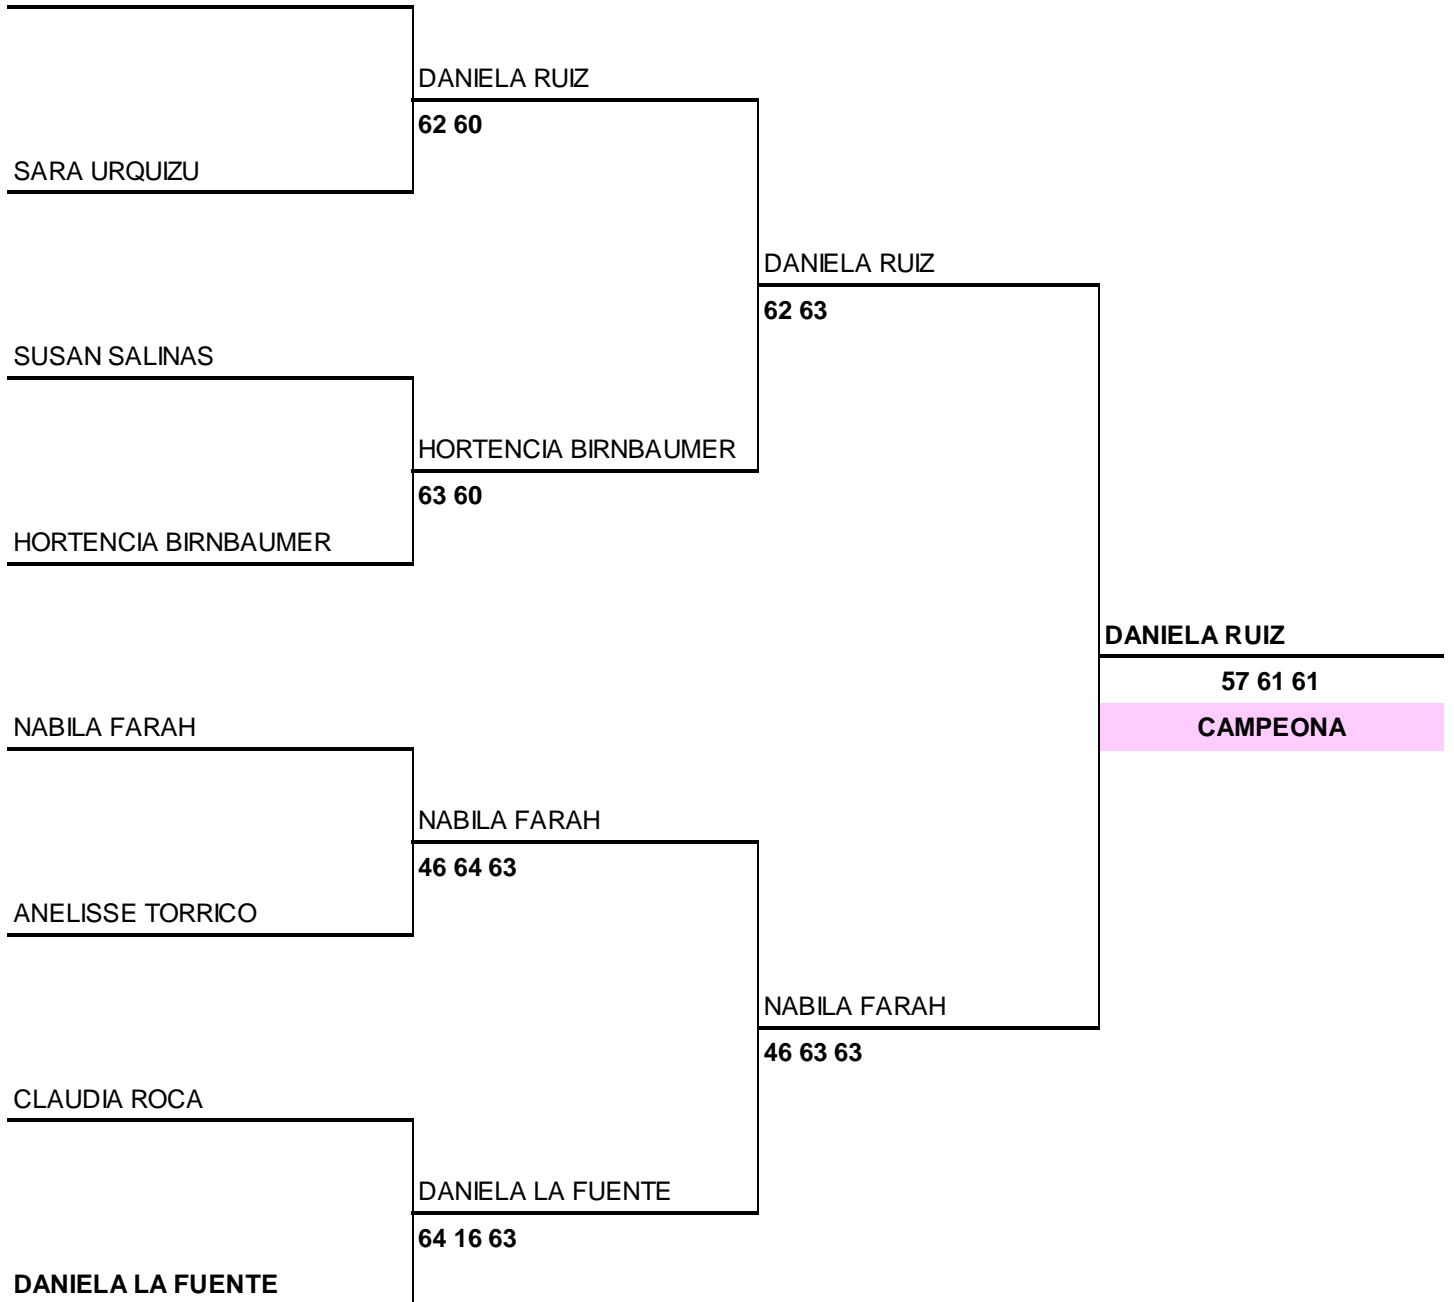 DANIELA RUIZ
62 60
SARA URQUIZU
DANIELA RUIZ
62 63
SUSAN SALINAS
HORTENCIA BIRNBAUMER
63 60
HORTENCIA BIRNBAUMER
DANIELA RUIZ
57 61 61
NABILA FARAH
CAMPEONA
NABILA FARAH
46 64 63
ANELISSE TORRICO
NABILA FARAH
46 63 63
CLAUDIA ROCA
DANIELA LA FUENTE
64 16 63
DANIELA LA FUENTE